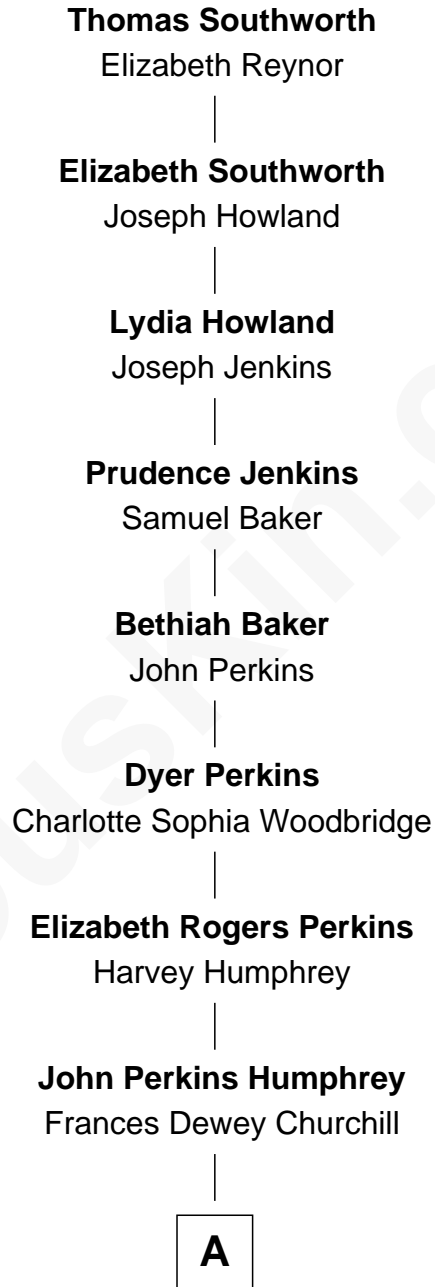 Thomas Southworth
Elizabeth Reynor
Elizabeth Southworth
Joseph Howland
Lydia Howland
Joseph Jenkins
Prudence Jenkins
Samuel Baker
Bethiah Baker
John Perkins
Dyer Perkins
Charlotte Sophia Woodbridge
Elizabeth Rogers Perkins
Harvey Humphrey
John Perkins Humphrey
Frances Dewey Churchill
A